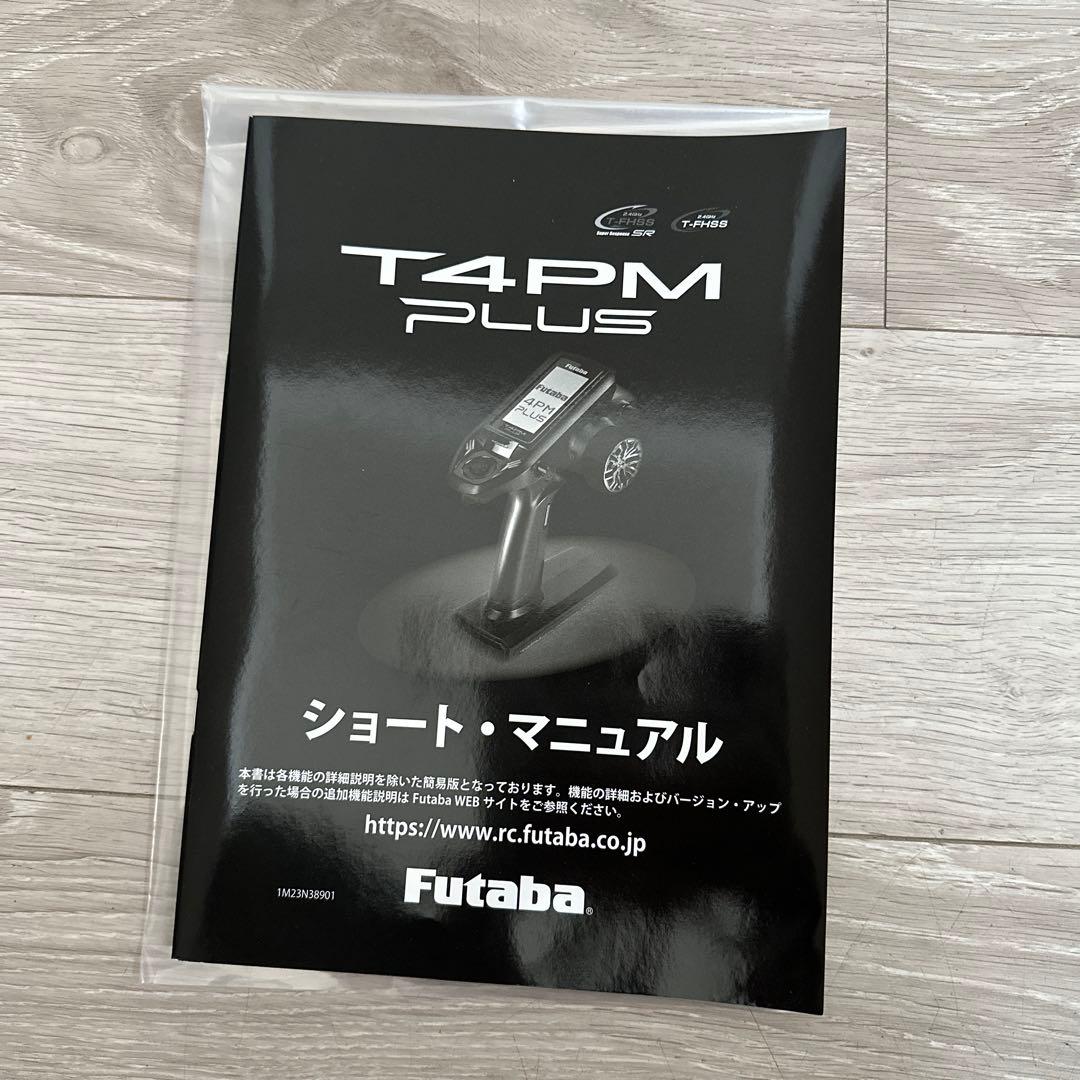 2.4GHz
T-FHSS
Super Response SR
2.4GHz
T-FHSS
T4PM
PLUS
Futaba
Futaba
4PM
PLUS
ショート・マニュアル
本書は各機能の詳細説明を除いた簡易版となっております。機能の詳細およびバージョン・アップ
を行った場合の追加機能説明は Futaba WEB サイトをご参照ください。
https://www.rc.futaba.co.jp
1M23N38901
Futaba®